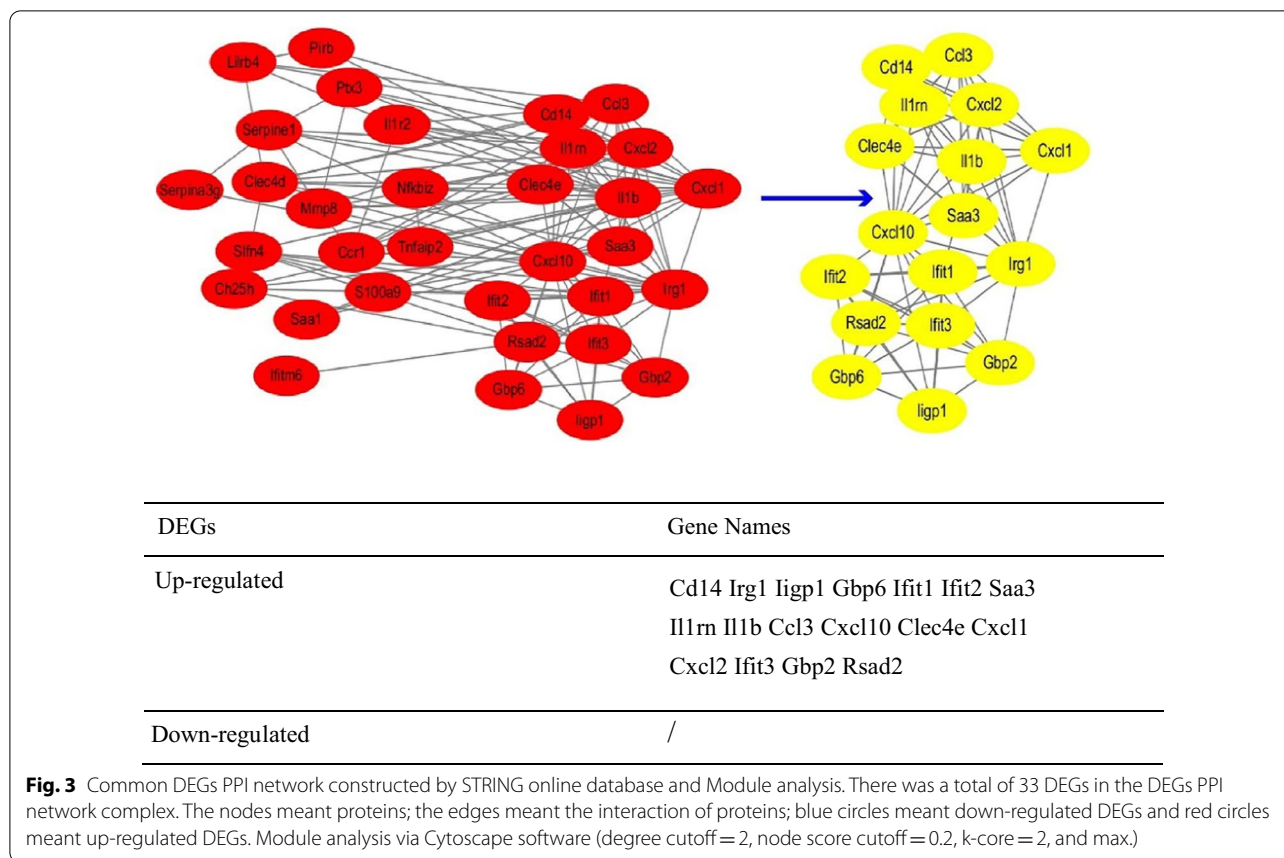 Lilrb4
Pirb
Ptx3
Il1r2
Serpine1
Serpina3g
Clec4d
Mmp8
Nfkbiz
Slfn4
Ccr1
Tnfaip2
Ch25h
S100a9
Saa1
Ifitm6
Cd14
Ccl3
Il1rn
Cxcl2
Clec4e
Il1b
Cxcl1
Saa3
Cxcl10
Irg1
Ifit2
Ifit1
Rsad2
Ifit3
Gbp6
Gbp2
Iigp1
Cd14
Ccl3
Il1rn
Cxcl2
Clec4e
Il1b
Cxcl1
Saa3
Cxcl10
Ifit2
Ifit1
Irg1
Rsad2
Ifit3
Gbp6
Gbp2
Iigp1
DEGs Gene Names
Up-regulated Cd14 Irg1 Iigp1 Gbp6 Ifit1 Ifit2 Saa3
Il1rn Il1b Ccl3 Cxcl10 Clec4e Cxcl1
Cxcl2 Ifit3 Gbp2 Rsad2
Down-regulated /
Fig. 3 Common DEGs PPI network constructed by STRING online database and Module analysis. There was a total of 33 DEGs in the DEGs PPI
network complex. The nodes meant proteins; the edges meant the interaction of proteins; blue circles meant down-regulated DEGs and red circles
meant up-regulated DEGs. Module analysis via Cytoscape software (degree cutoff = 2, node score cutoff = 0.2, k-core = 2, and max.)